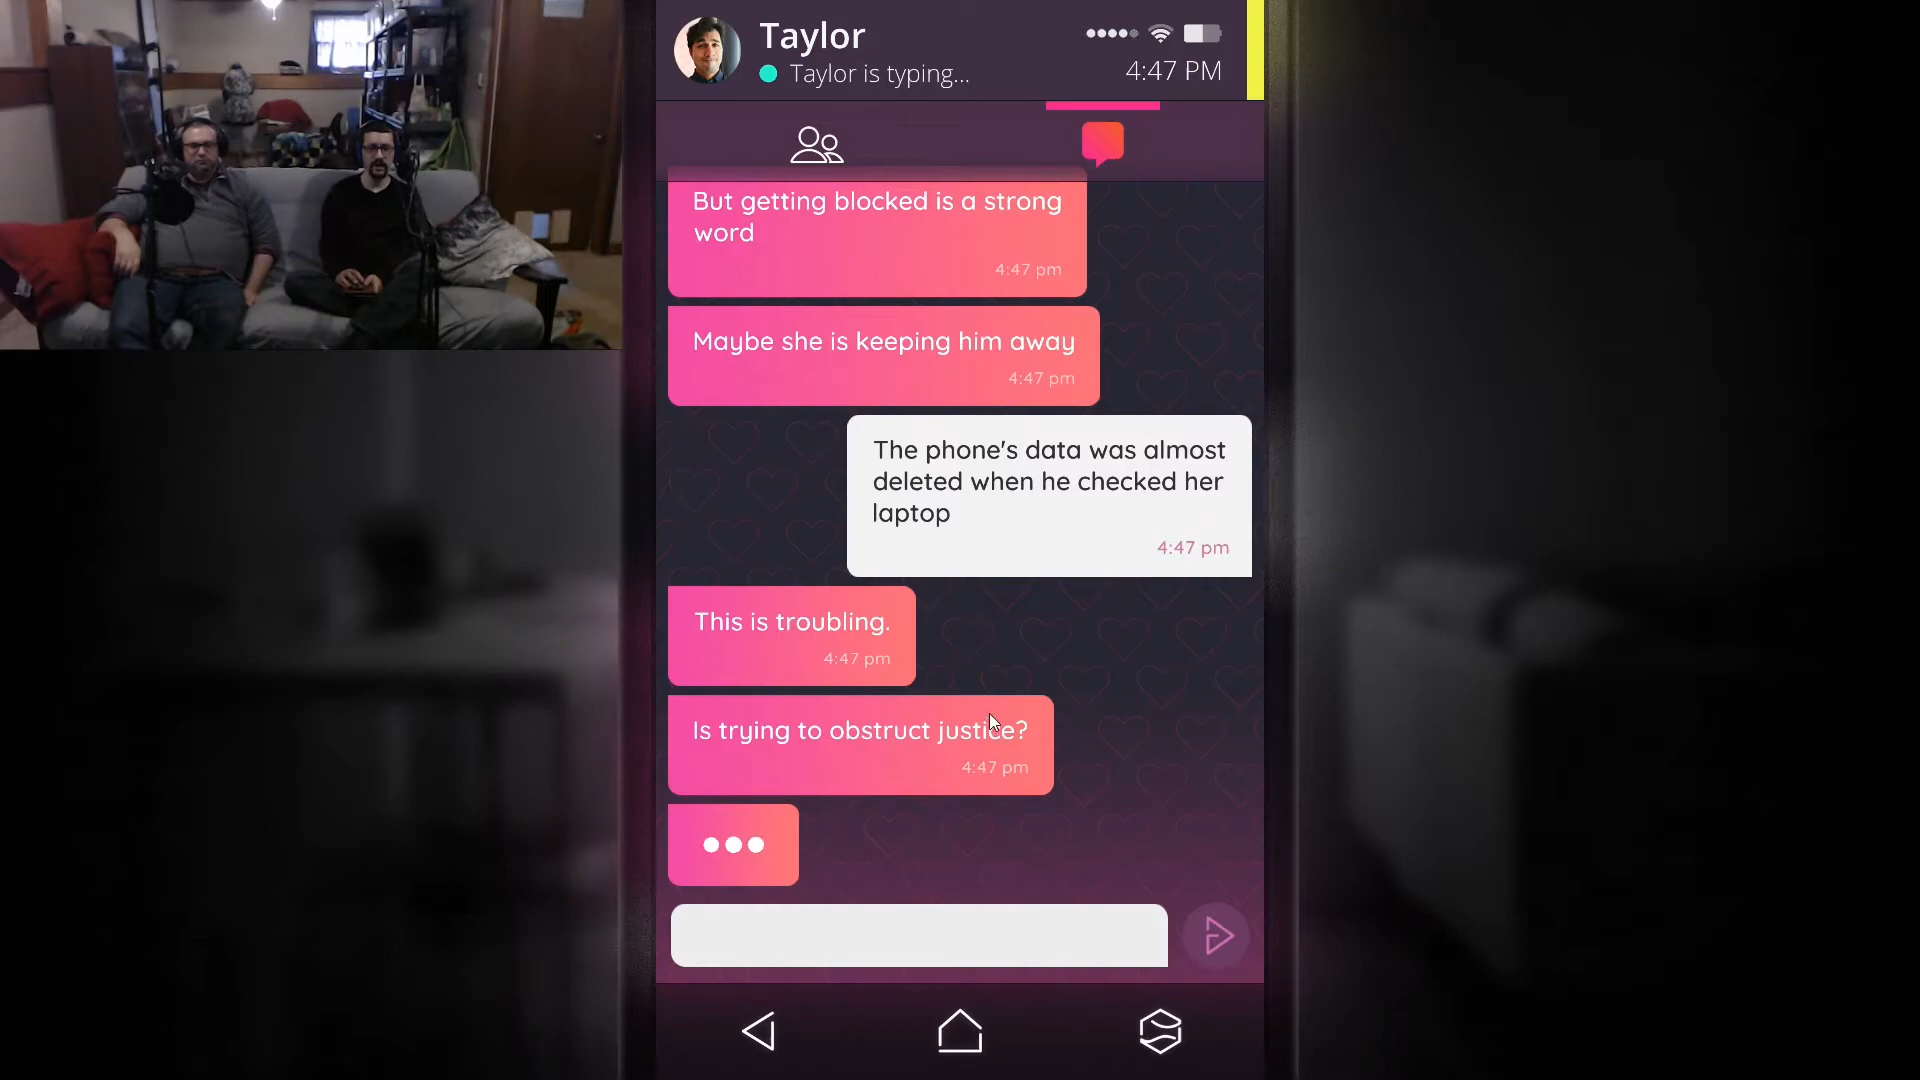 Taylor
Taylor is typing...
4:47 PM
But getting blocked is a strong
word
4:47 pm
Maybe she is keeping him away
4:47 pm
The phone's data was almost
deleted when he checked her
laptop
4:47 pm
This is troubling.
4:47 pm
Is trying to obstruct justice?
4:47 pm